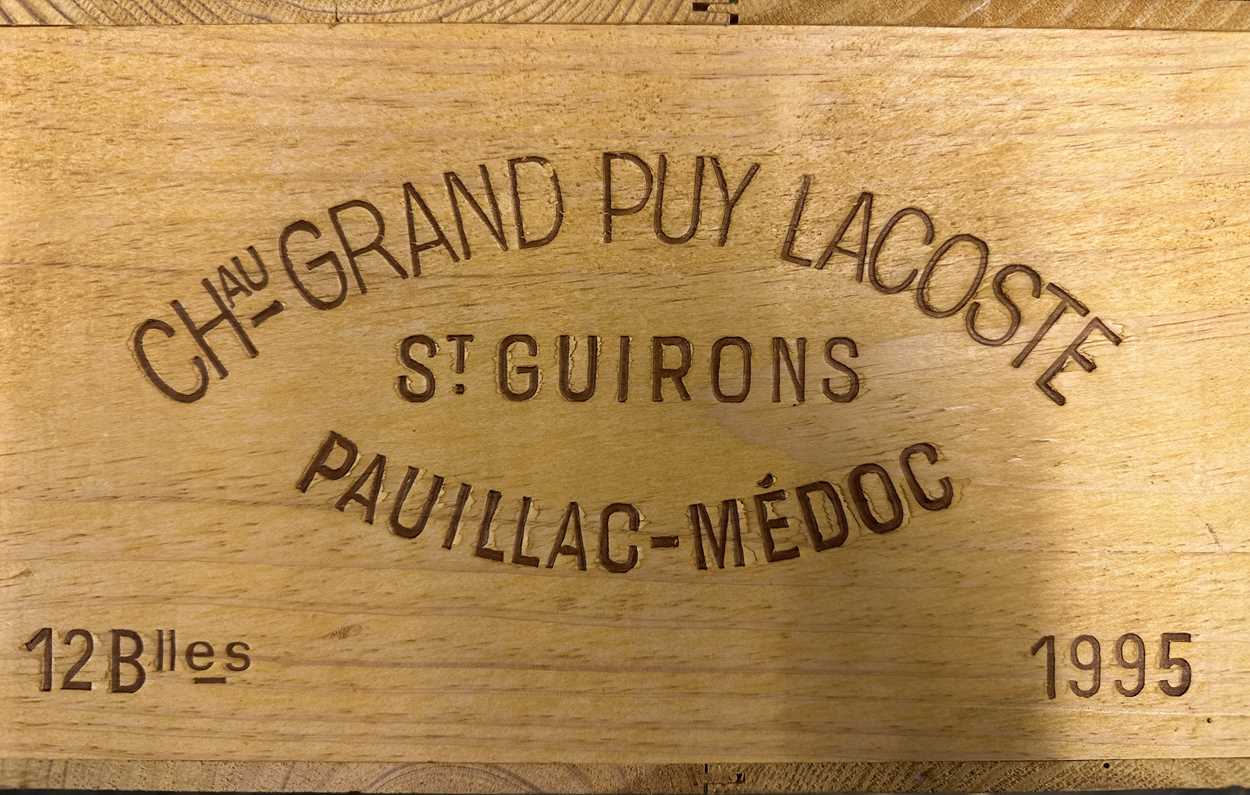 CHAU GRAND PUY LACOSTE
ST. GUIRONS
PAUILLAC-MÉDOC
12 Blles
1995